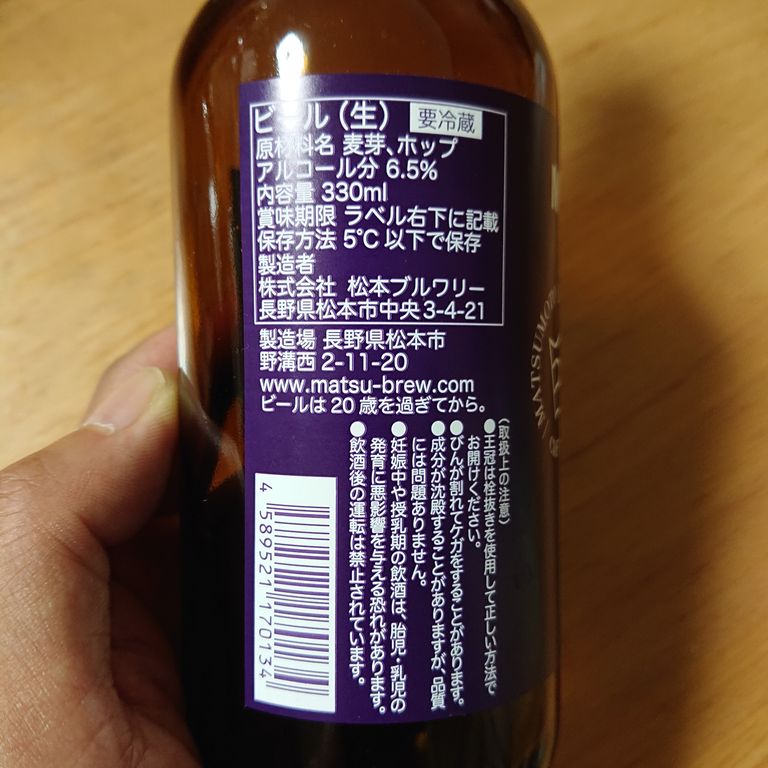 ビール（生） 要冷蔵
原材料名 麦芽、ホップ
アルコール分 6.5%
内容量 330ml
賞味期限 ラベル右下に記載
保存方法 5℃以下で保存
製造者
株式会社 松本ブルワリー
長野県松本市中央3-4-21
製造場 長野県松本市
野溝西 2-11-20
www.matsu-brew.com
ビールは20歳を過ぎてから。
（取扱上の注意）
●王冠は栓抜きを使用して正しい方法で
お開けください。
●びんが割れてケガをすることがあります。
●成分が沈殿することがありますが、品質
には問題ありません。
●妊娠中や授乳期の飲酒は、胎児・乳児の
発育に悪影響を与える恐れがあります。
●飲酒後の運転は禁止されています。
4 589521 170134
MATSUMOTO